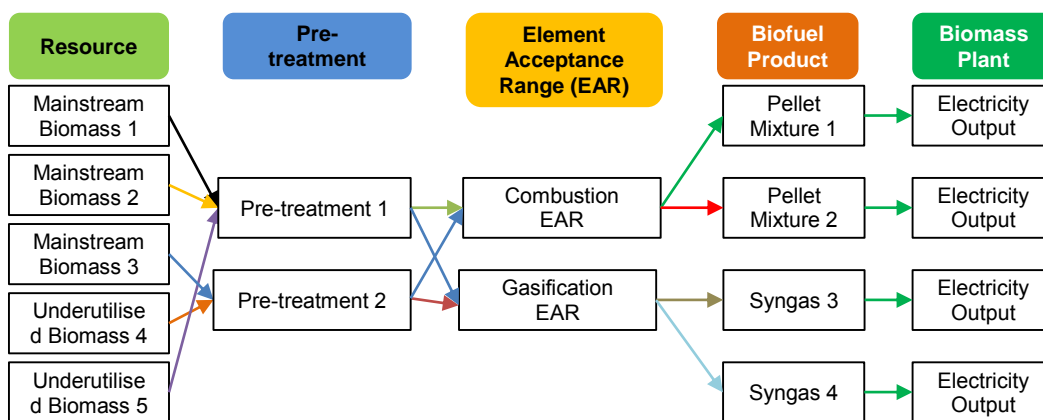 Resource
Pre-
treatment
Element
Acceptance
Range (EAR)
Biofuel
Product
Biomass
Plant
Mainstream
Biomass 1
Mainstream
Biomass 2
Mainstream
Biomass 3
Underutilise
d Biomass 4
Underutilise
d Biomass 5
Pre-treatment 1
Pre-treatment 2
Combustion
EAR
Gasification
EAR
Pellet
Mixture 1
Pellet
Mixture 2
Syngas 3
Syngas 4
Electricity
Output
Electricity
Output
Electricity
Output
Electricity
Output